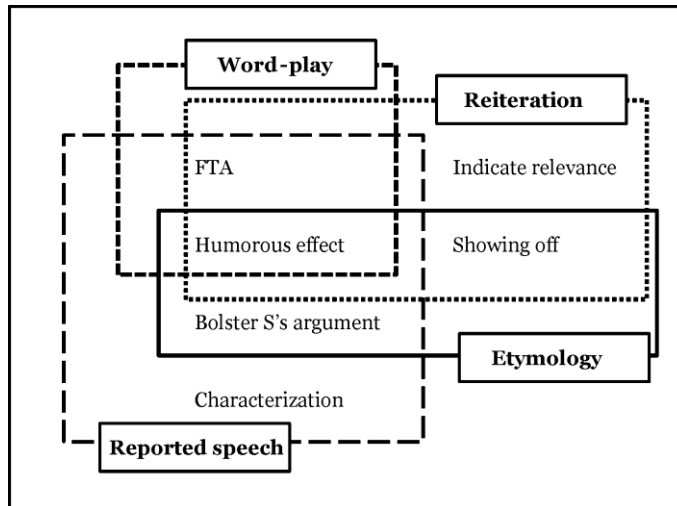 Word-play
Reiteration
FTA
Indicate relevance
Humorous effect
Showing off
Bolster S’s argument
Etymology
Characterization
Reported speech